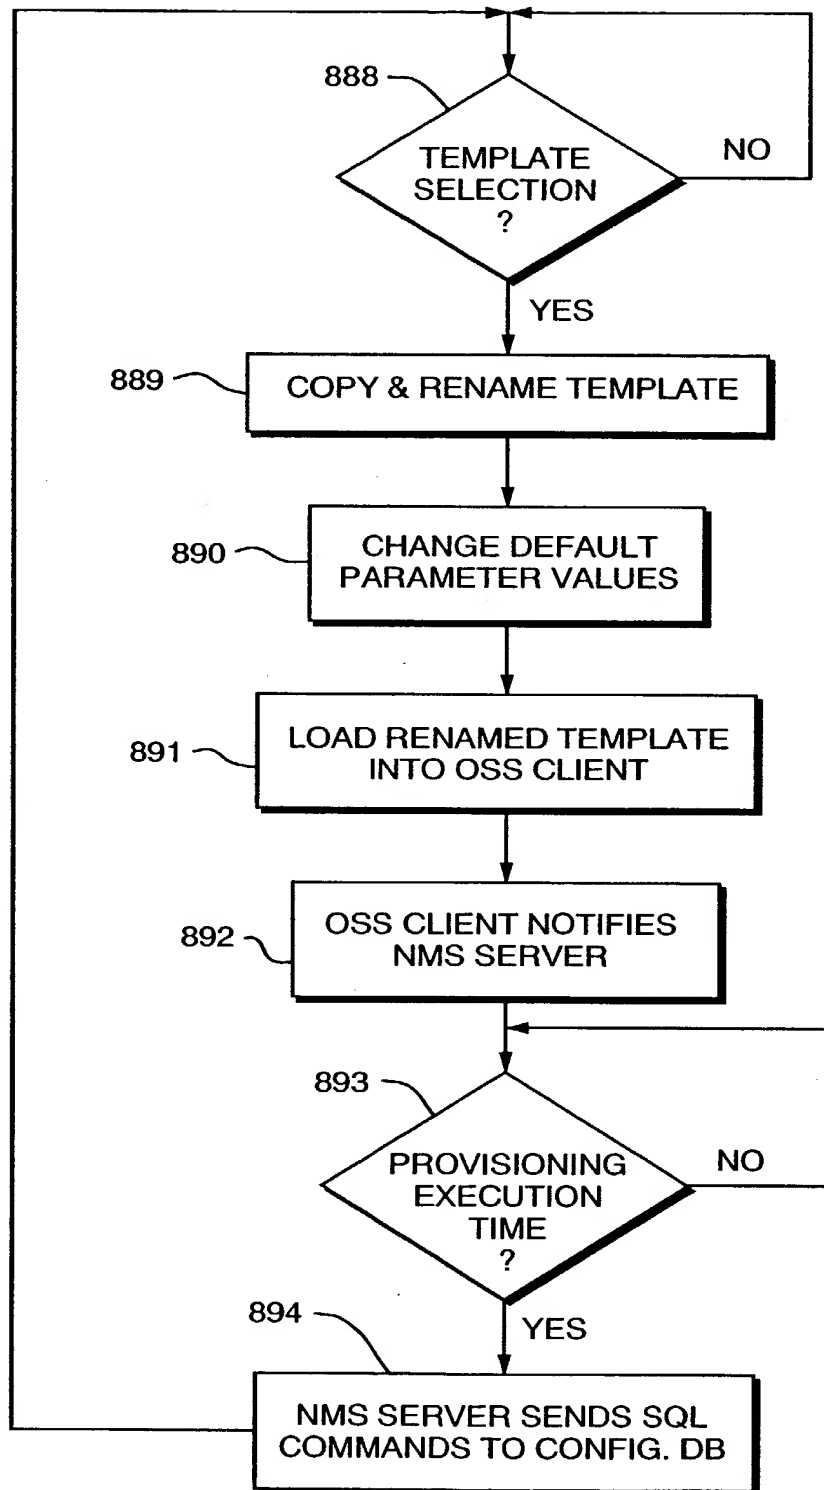 888
TEMPLATE
SELECTION
?
NO
YES
889
COPY & RENAME TEMPLATE
890
CHANGE DEFAULT
PARAMETER VALUES
891
LOAD RENAMED TEMPLATE
INTO OSS CLIENT
892
OSS CLIENT NOTIFIES
NMS SERVER
893
PROVISIONING
EXECUTION
TIME
?
NO
YES
894
NMS SERVER SENDS SQL
COMMANDS TO CONFIG. DB